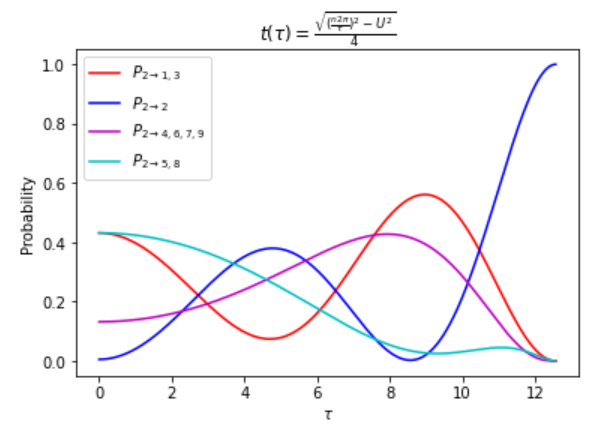 t(τ) = √((n2π/τ)² − U²)/4
P₂→₁,₃
P₂→₂
P₂→₄,₆,₇,₉
P₂→₅,₈
Probability
1.0
0.8
0.6
0.4
0.2
0.0
0 2 4 6 8 10 12
τ